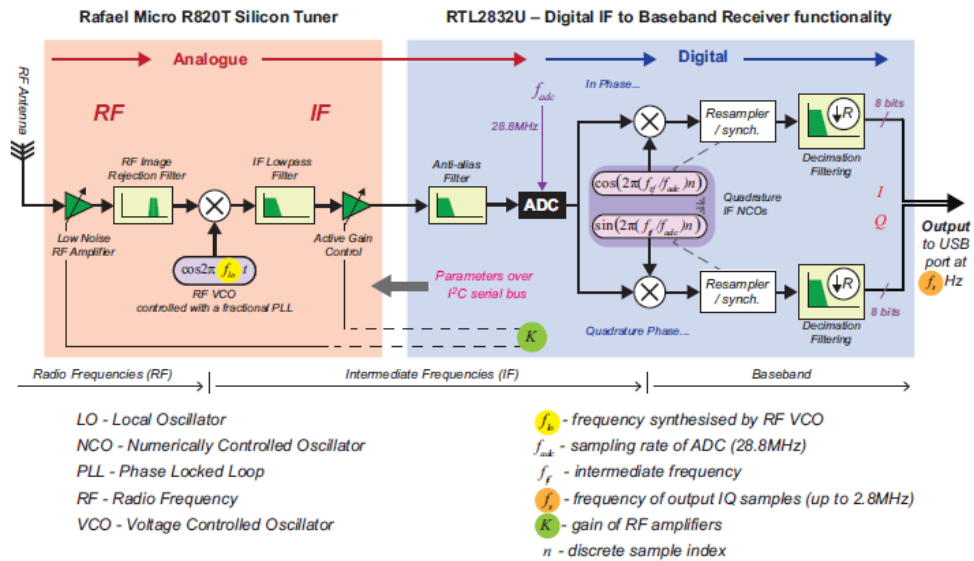 Rafael Micro R820T Silicon Tuner
RTL2832U – Digital IF to Baseband Receiver functionality
Analogue
Digital
RF Antenna
RF
IF
f_adc
28.8MHz
In Phase...
8 bits
Resampler
/ synch.
R
Decimation
Filtering
RF Image
Rejection Filter
IF Lowpass
Filter
Anti-alias
Filter
ADC
cos(2π(f_if/f_adc)n)
sin(2π(f_if/f_adc)n)
Quadrature
IF NCOs
I
Q
Output
to USB
port at
f_s Hz
Low Noise
RF Amplifier
Active Gain
Control
cos2π f_lo t
RF VCO
controlled with a fractional PLL
Parameters over
I²C serial bus
K
Quadrature Phase...
Resampler
/ synch.
R
8 bits
Decimation
Filtering
Radio Frequencies (RF)
Intermediate Frequencies (IF)
Baseband
LO - Local Oscillator
NCO - Numerically Controlled Oscillator
PLL - Phase Locked Loop
RF - Radio Frequency
VCO - Voltage Controlled Oscillator
f_lo - frequency synthesised by RF VCO
f_adc - sampling rate of ADC (28.8MHz)
f_if - intermediate frequency
f_s - frequency of output IQ samples (up to 2.8MHz)
K - gain of RF amplifiers
n - discrete sample index